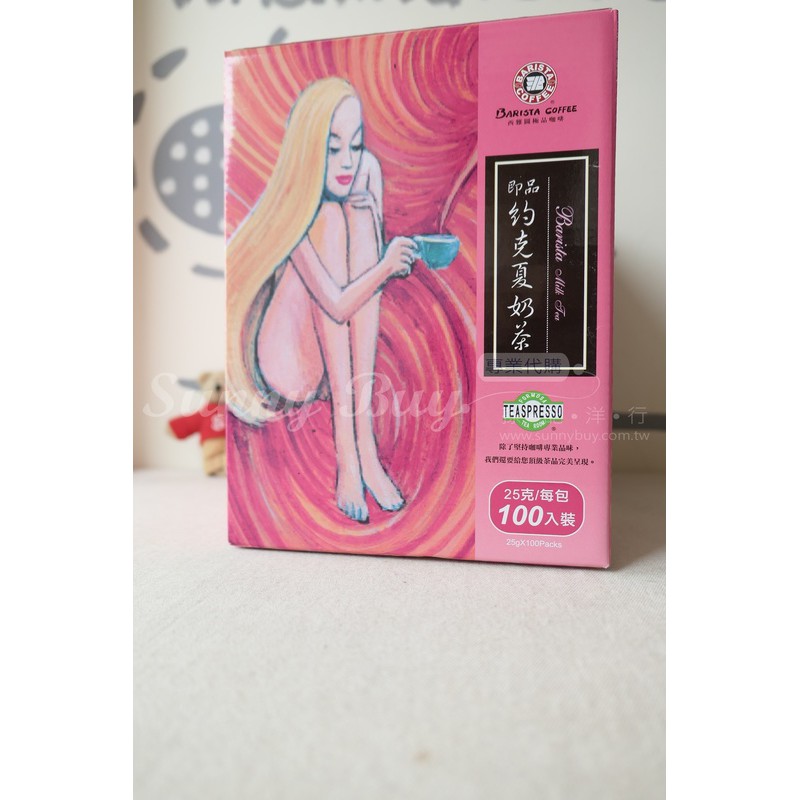 BARISTA
COFFEE
BARISTA COFFEE
西雅圖極品咖啡
即品
約克夏奶茶
Barista Milk Tea
專業代購
Sunny Buy
洋・行
www.sunnybuy.com.tw
TEASPRESSO
TEA ROOM
除了堅持咖啡專業品味，
我們還要給您頂級茶品完美呈現。
25克/每包
100入裝
25gX100Packs